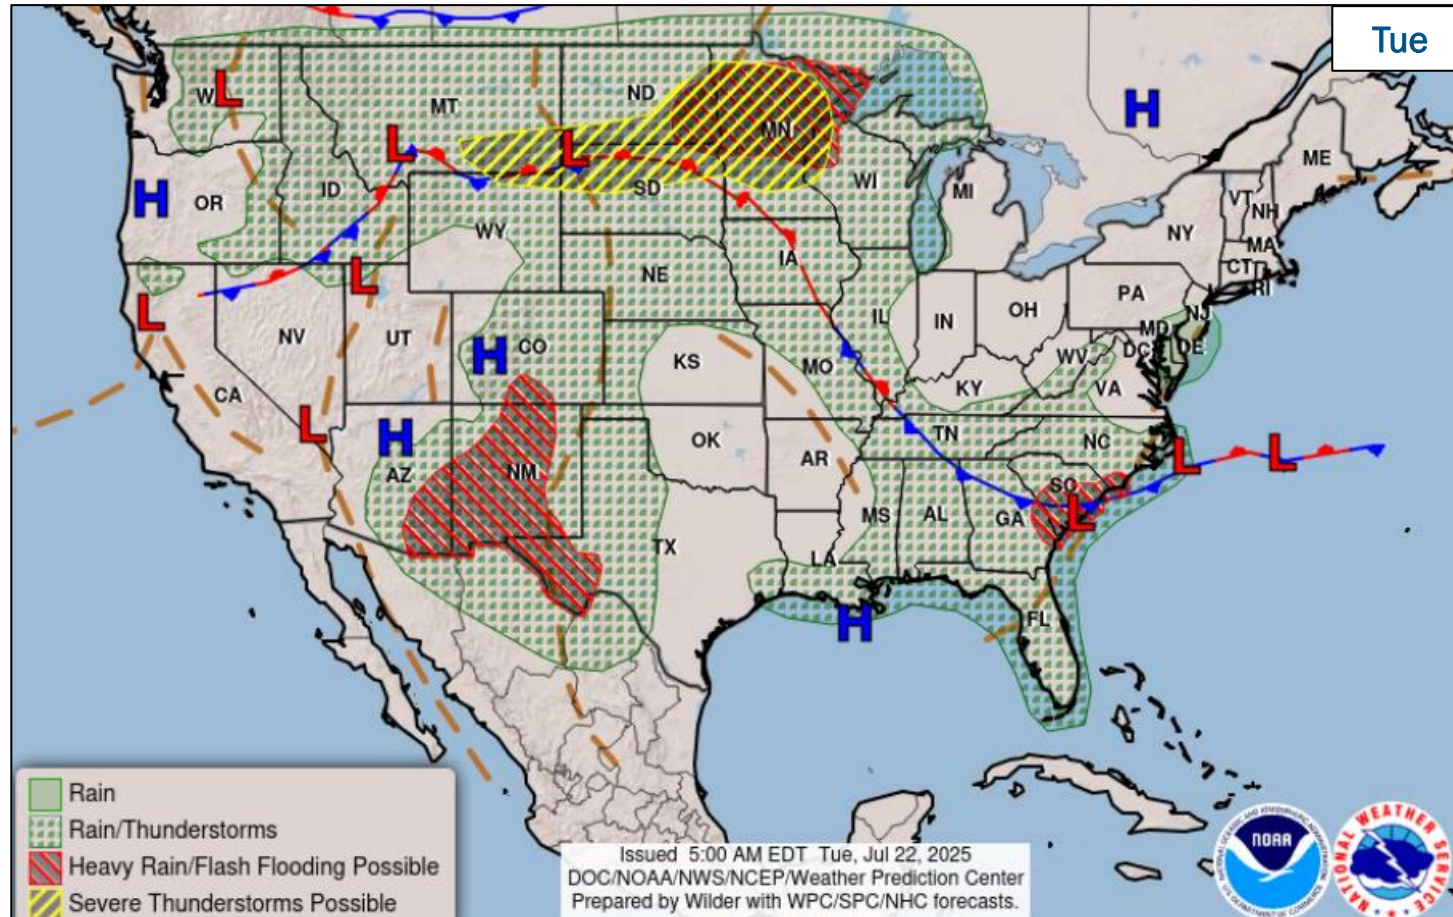 Tue
H
W
L
MT
ND
MN
L
L
H
OR
ID
SD
WI
MI
ME
VT
NH
NY
MA
CT
RI
WY
NE
IA
L
L
NV
UT
H
CO
KS
MO
IL
IN
OH
PA
NJ
MD
DE
DC
WV
VA
KY
CA
L
H
AZ
NM
OK
AR
TN
NC
L
L
SC
L
GA
AL
MS
LA
TX
H
FL
Rain
Rain/Thunderstorms
Heavy Rain/Flash Flooding Possible
Severe Thunderstorms Possible
Issued 5:00 AM EDT Tue, Jul 22, 2025
DOC/NOAA/NWS/NCEP/Weather Prediction Center
Prepared by Wilder with WPC/SPC/NHC forecasts.
NOAA
NATIONAL WEATHER SERVICE